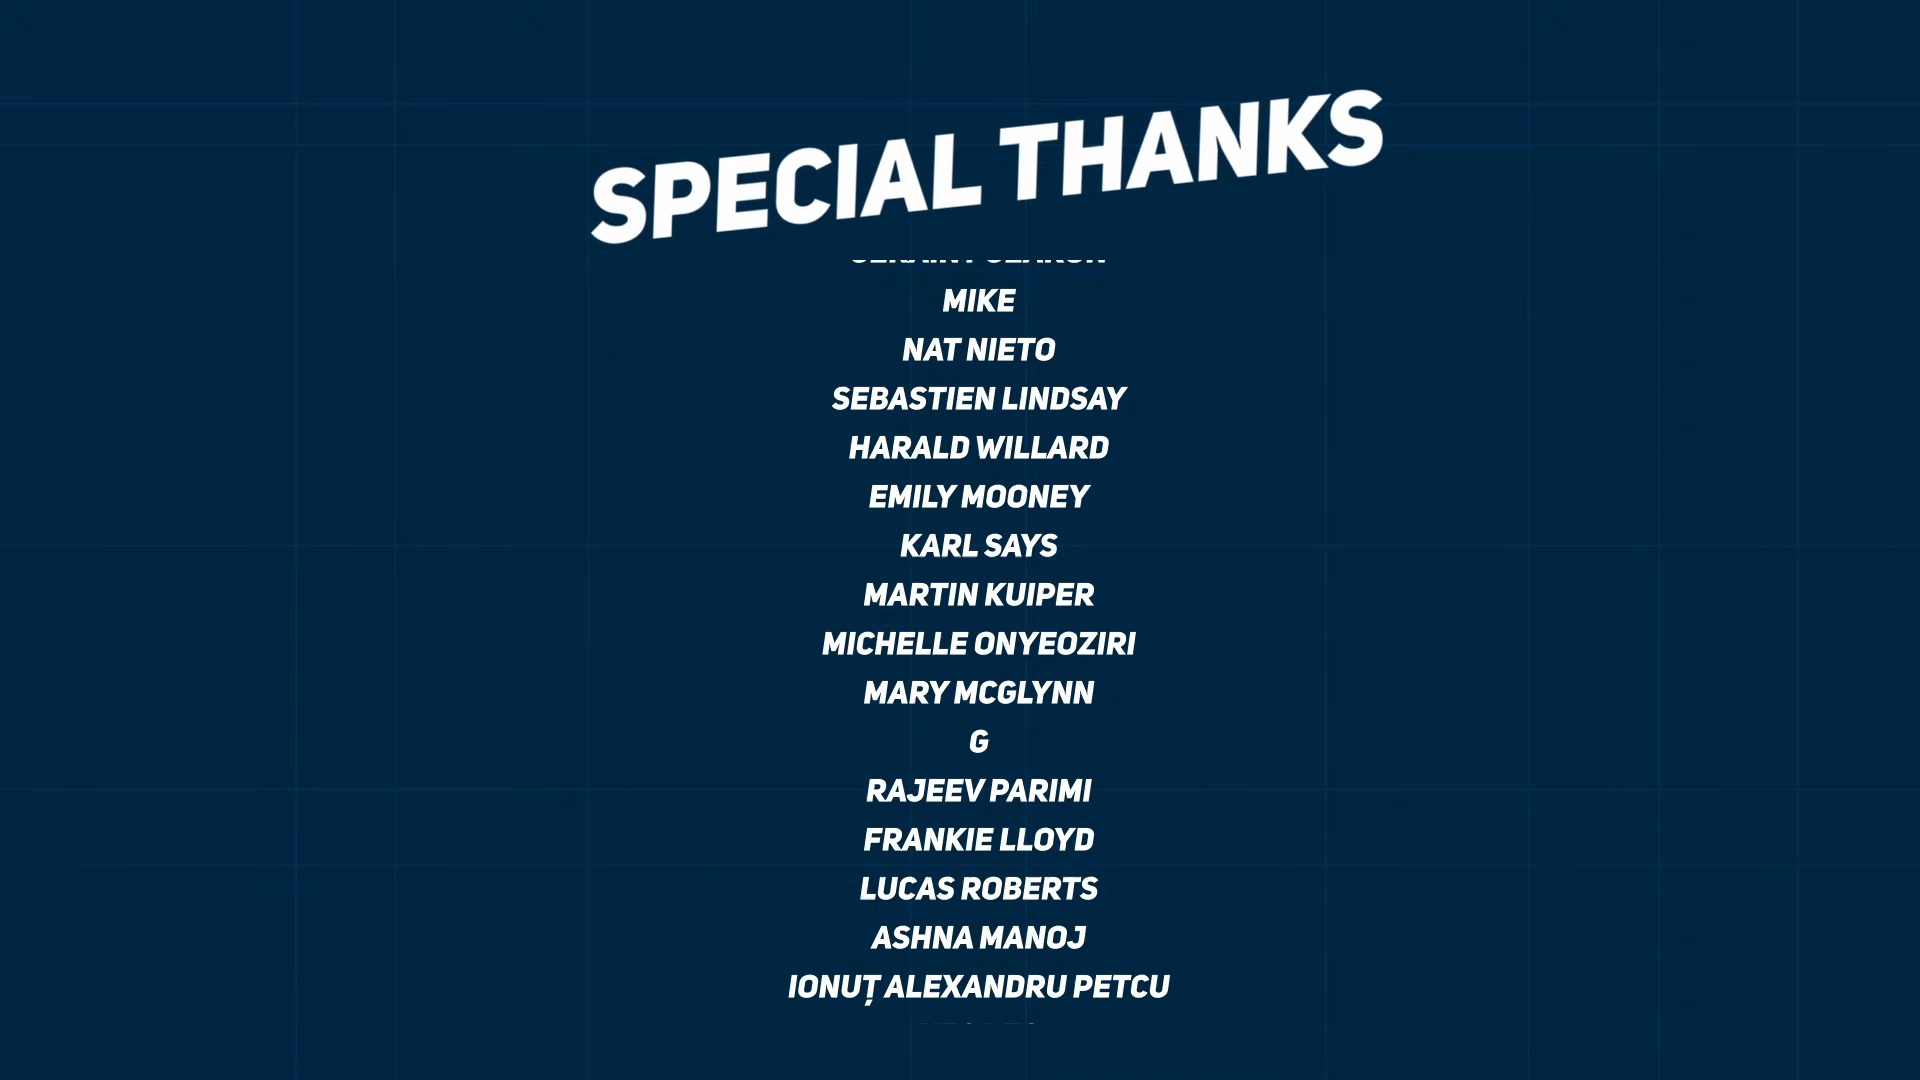 SPECIAL THANKS
MIKE
NAT NIETO
SEBASTIEN LINDSAY
HARALD WILLARD
EMILY MOONEY
KARL SAYS
MARTIN KUIPER
MICHELLE ONYEOZIRI
MARY MCGLYNN
G
RAJEEV PARIMI
FRANKIE LLOYD
LUCAS ROBERTS
ASHNA MANOJ
IONUȚ ALEXANDRU PETCU